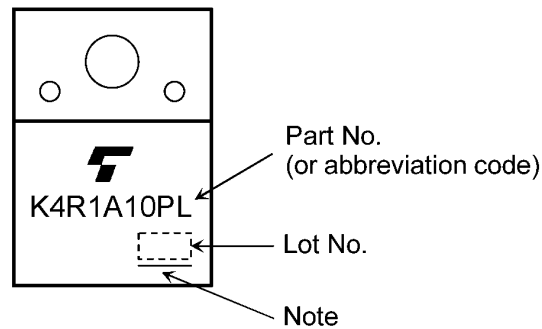 Part No.
(or abbreviation code)
K4R1A10PL
Lot No.
Note